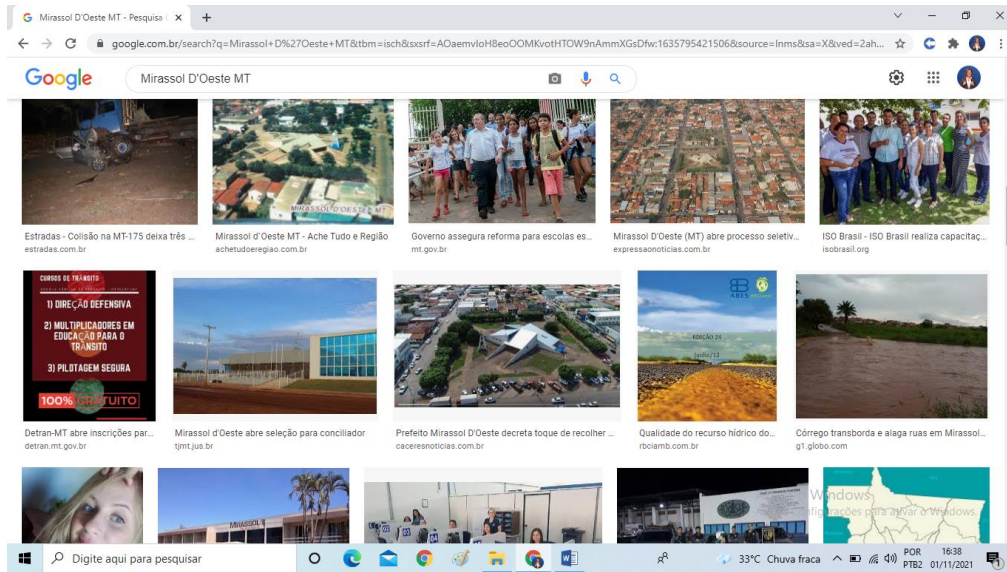 Mirassol D'Oeste MT - Pesquisa
google.com.br/search?q=Mirassol+D%27Oeste+MT&tbm=isch&sxsrf=AOaemvIoH8eoOOMKvotHTOW9nAmmXGsDfw:1635795421506&source=lnms&sa=X&ved=2ah...
Google
Mirassol D'Oeste MT
MIRASSOL D'OESTE MT
Estradas - Colisão na MT-175 deixa três ...
estradas.com.br
Mirassol d'Oeste MT - Ache Tudo e Região
achetudoeregiao.com.br
Governo assegura reforma para escolas es...
mt.gov.br
Mirassol D'Oeste (MT) abre processo seletiv...
expressaonoticias.com.br
ISO Brasil - ISO Brasil realiza capacitaç...
isobrasil.org
CURSOS DE TRÂNSITO
1) DIREÇÃO DEFENSIVA
2) MULTIPLICADORES EM
EDUCAÇÃO PARA O
TRÂNSITO
3) PILOTAGEM SEGURA
100% GRATUITO
ABES
EDIÇÃO 24
Junho/12
Detran-MT abre inscrições par...
detran.mt.gov.br
Mirassol d'Oeste abre seleção para conciliador
tjmt.jus.br
Prefeito Mirassol D'Oeste decreta toque de recolher ...
caceresnoticias.com.br
Qualidade do recurso hídrico do...
rbciamb.com.br
Córrego transborda e alaga ruas em Mirassol...
g1.globo.com
MIRASSOL
03
04
Windows
para ativar o Windows.
Digite aqui para pesquisar
33°C Chuva fraca
POR
PTB2
16:38
01/11/2021